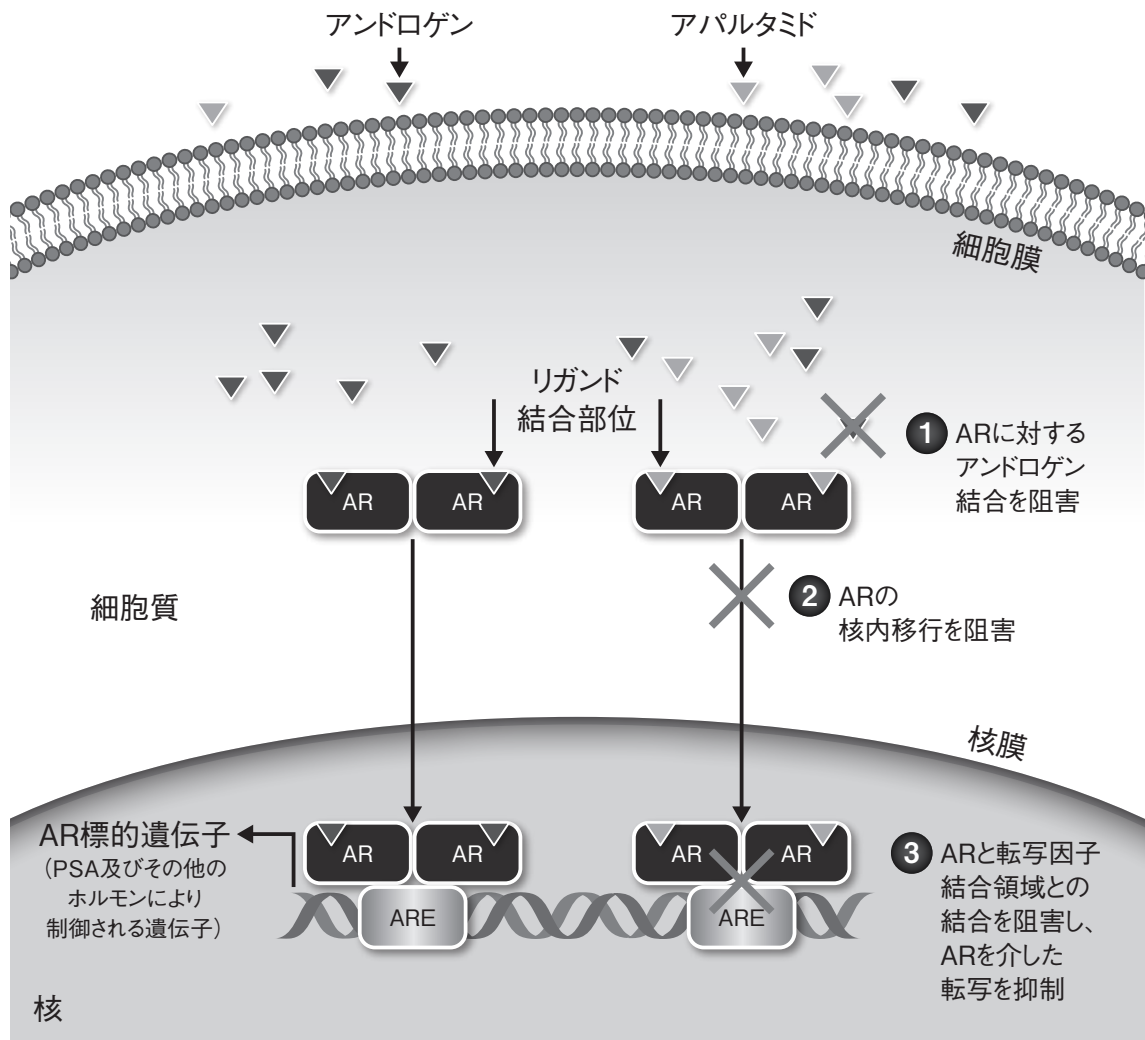 アンドロゲン
アパルタミド
細胞膜
リガンド
結合部位
1 ARに対する
アンドロゲン
結合を阻害
AR
AR
AR
AR
細胞質
2 ARの
核内移行を阻害
核膜
AR標的遺伝子
(PSA及びその他の
ホルモンにより
制御される遺伝子)
AR
AR
AR
AR
ARE
ARE
3 ARと転写因子
結合領域との
結合を阻害し、
ARを介した
転写を抑制
核